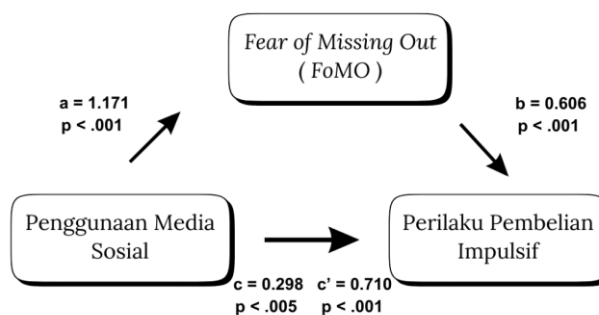 Fear of Missing Out
( FoMO )
a = 1.171
p < .001
b = 0.606
p < .001
Penggunaan Media
Sosial
Perilaku Pembelian
Impulsif
c = 0.298 c' = 0.710
p < .005 p < .001